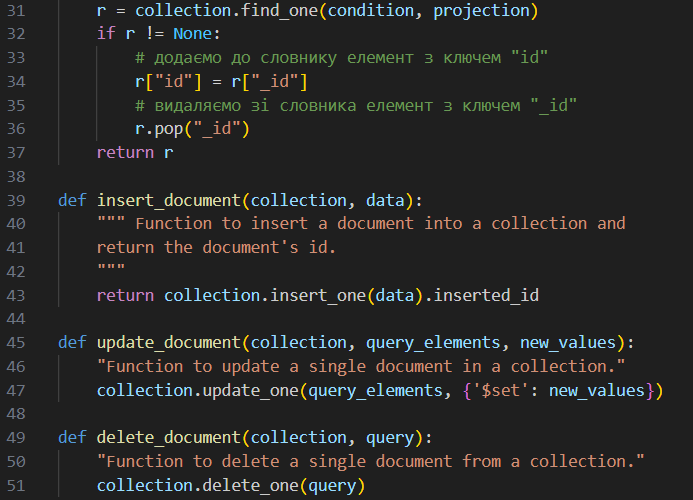 31 r = collection.find_one(condition, projection)
32 if r != None:
33 # додаємо до словнику елемент з ключем "id"
34 r["id"] = r["_id"]
35 # видаляємо зі словника елемент з ключем "_id"
36 r.pop("_id")
37 return r
38
39 def insert_document(collection, data):
40 """ Function to insert a document into a collection and
41 return the document's id.
42 """
43 return collection.insert_one(data).inserted_id
44
45 def update_document(collection, query_elements, new_values):
46 "Function to update a single document in a collection."
47 collection.update_one(query_elements, {'$set': new_values})
48
49 def delete_document(collection, query):
50 "Function to delete a single document from a collection."
51 collection.delete_one(query)